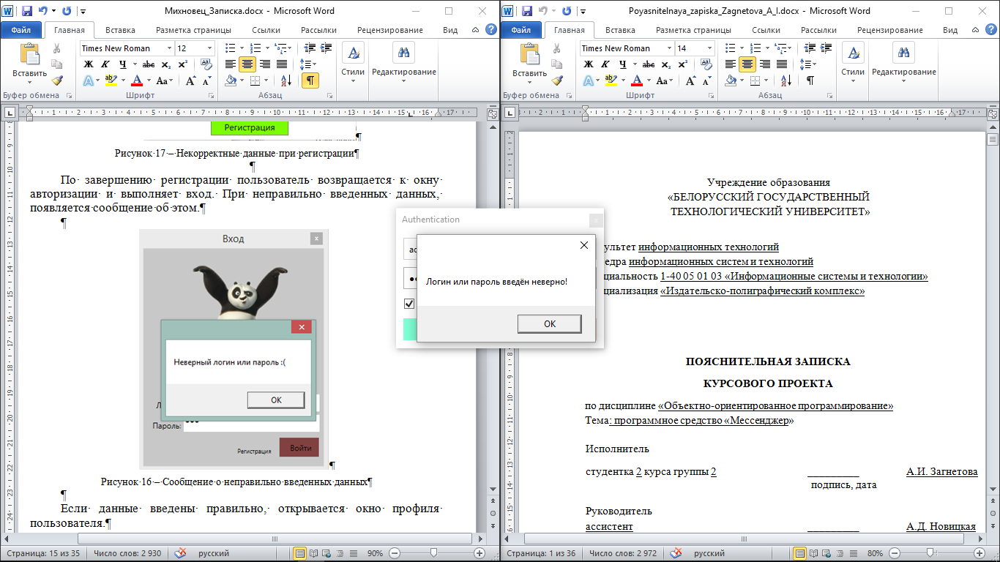 Михновец_Записка.docx - Microsoft Word
Файл Главная Вставка Разметка страницы Ссылки Рассылки Рецензирование Вид
Вставить
Times New Roman 12
Стили Редактирование
Буфер обмена Шрифт Абзац
Регистрация
Рисунок 17 – Некорректные данные при регистрации
По завершению регистрации пользователь возвращается к окну
авторизации и выполняет вход. При неправильно введенных данных,
появляется сообщение об этом.
Вход
Неверный логин или пароль :(
OK
Пароль:
Регистрация
Войти
Рисунок 16 – Сообщение о неправильно введенных данных
Если данные введены правильно, открывается окно профиля
пользователя.
Страница: 15 из 35 Число слов: 2 930 русский 90%
Authentication
Логин или пароль введён неверно!
OK
Poyasnitelnaya_zapiska_Zagnetova_A_I.docx - Microsoft Word
Файл Главная Вставка Разметка страницы Ссылки Рассылки Рецензирование Вид
Вставить
Times New Roman 14
Стили Редактирование
Буфер обмена Шрифт Абзац
Учреждение образования
«БЕЛОРУССКИЙ ГОСУДАРСТВЕННЫЙ
ТЕХНОЛОГИЧЕСКИЙ УНИВЕРСИТЕТ»
ультет информационных технологий
едра информационных систем и технологий
циальность 1-40 05 01 03 «Информационные системы и технологии»
циализация «Издательско-полиграфический комплекс»
ПОЯСНИТЕЛЬНАЯ ЗАПИСКА
КУРСОВОГО ПРОЕКТА
по дисциплине «Объектно-ориентированное программирование»
Тема: программное средство «Мессенджер»
Исполнитель
студентка 2 курса группы 2 __________ А.И. Загнетова
подпись, дата
Руководитель
ассистент __________ А.Д. Новицкая
Страница: 1 из 36 Число слов: 2 972 русский 80%